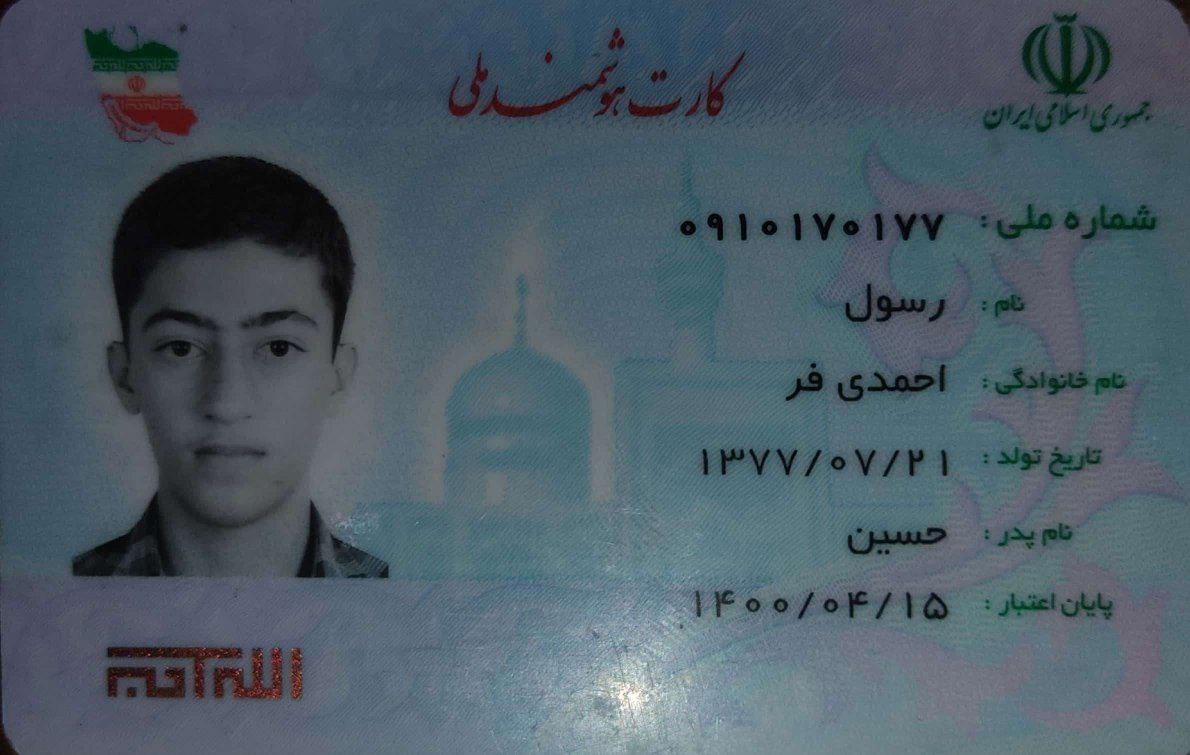 کارت هوشمند ملی
جمهوری اسلامی ایران
شماره ملی : ۰۹۱۰۱۷۰۱۷۷
نام : رسول
نام خانوادگی : احمدی فر
تاریخ تولد : ۱۳۷۷/۰۷/۲۱
نام پدر : حسین
پایان اعتبار : ۱۴۰۰/۰۴/۱۵
الله اکبر